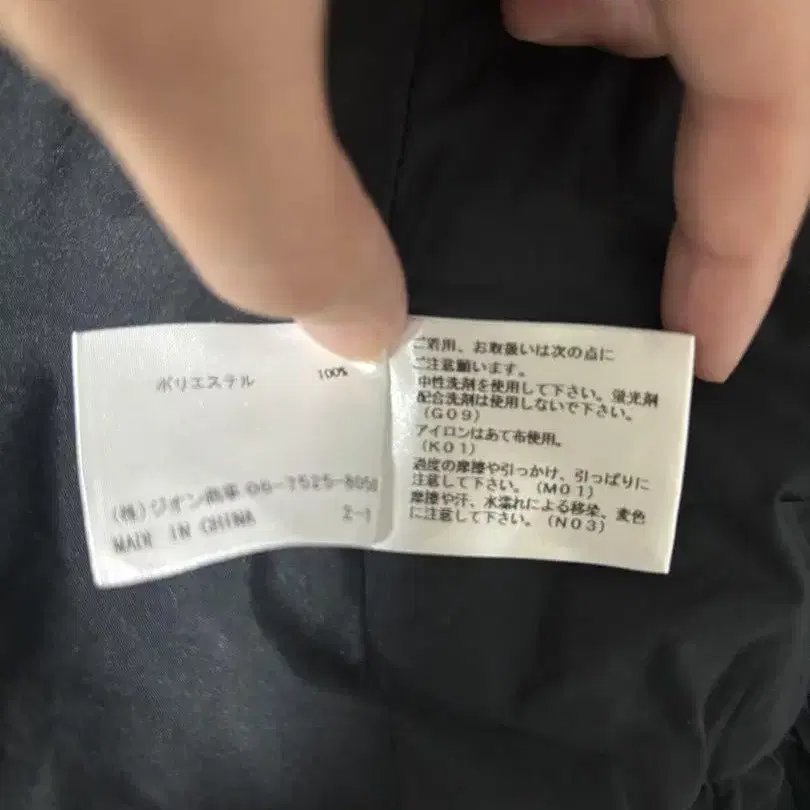 ポリエステル 100%
(株)ジオン商事 06-7525-8050
2-1
MADE IN CHINA
ご着用、お取扱いは次の点に
ご注意願います。
中性洗剤を使用して下さい。蛍光剤
配合洗剤は使用しないで下さい。
(G09)
アイロンはあて布使用。
(K01)
過度の摩擦や引っかけ、引っぱりに
注意して下さい。(M01)
摩擦や汗、水濡れによる移染、変色
に注意して下さい。(N03)